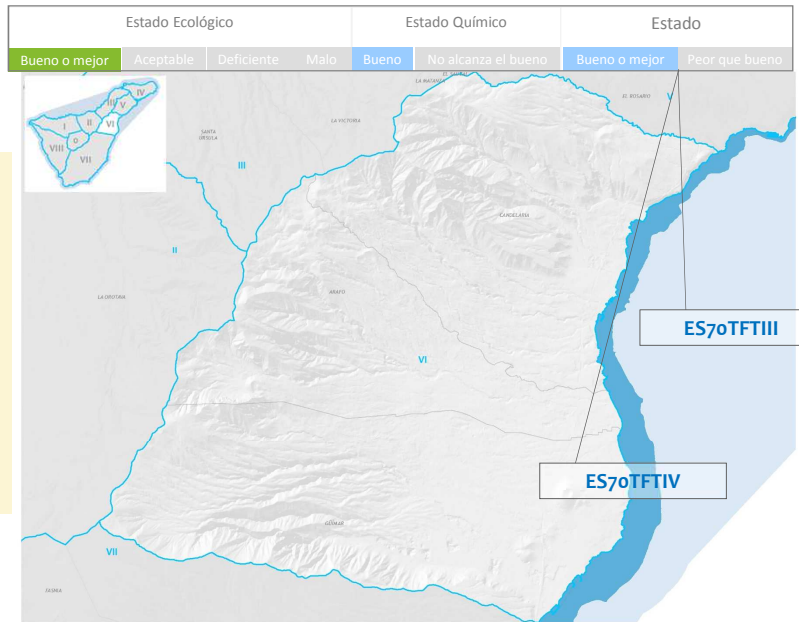 Estado Ecológico Estado Químico Estado
Bueno o mejor Aceptable Deficiente Malo Bueno No alcanza el bueno Bueno o mejor Peor que bueno
EL SAUZAL
LA MATANZA
EL ROSARIO
V
IV
III
V
I
II
VI
O
VIII
VII
LA VICTORIA
SANTA
ÚRSULA
III
CANDELARIA
II
LA OROTAVA
ARAFO
ES70TFTIII
VI
ES70TFTIV
GÜIMAR
VII
FASNIA